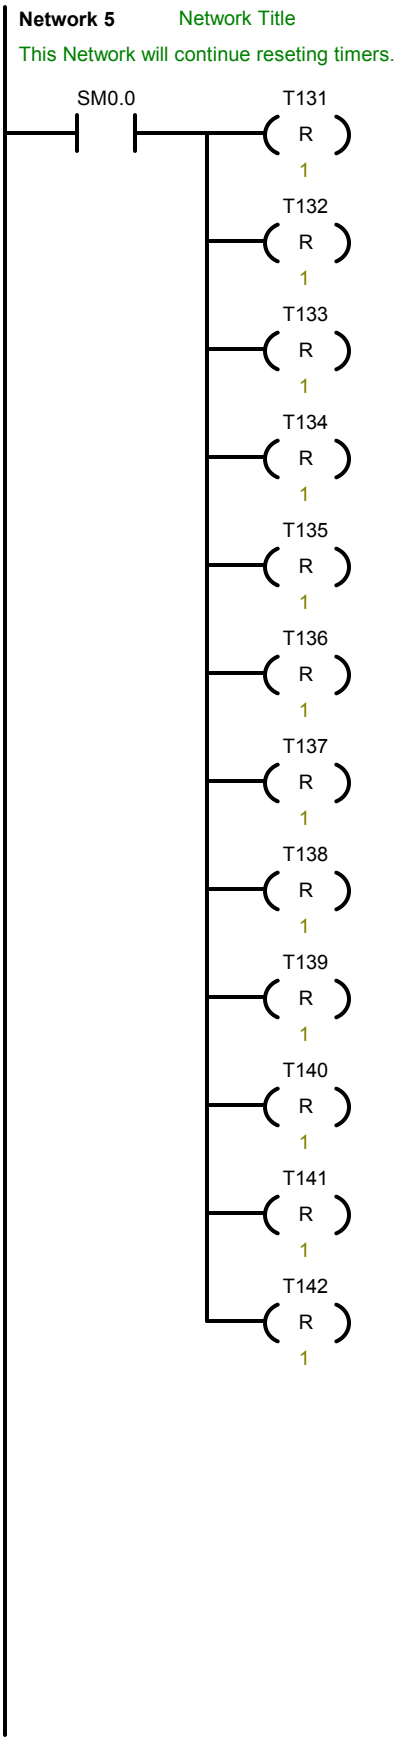 Network 5 Network Title
This Network will continue reseting timers.
SM0.0 T131
R
1
T132
R
1
T133
R
1
T134
R
1
T135
R
1
T136
R
1
T137
R
1
T138
R
1
T139
R
1
T140
R
1
T141
R
1
T142
R
1